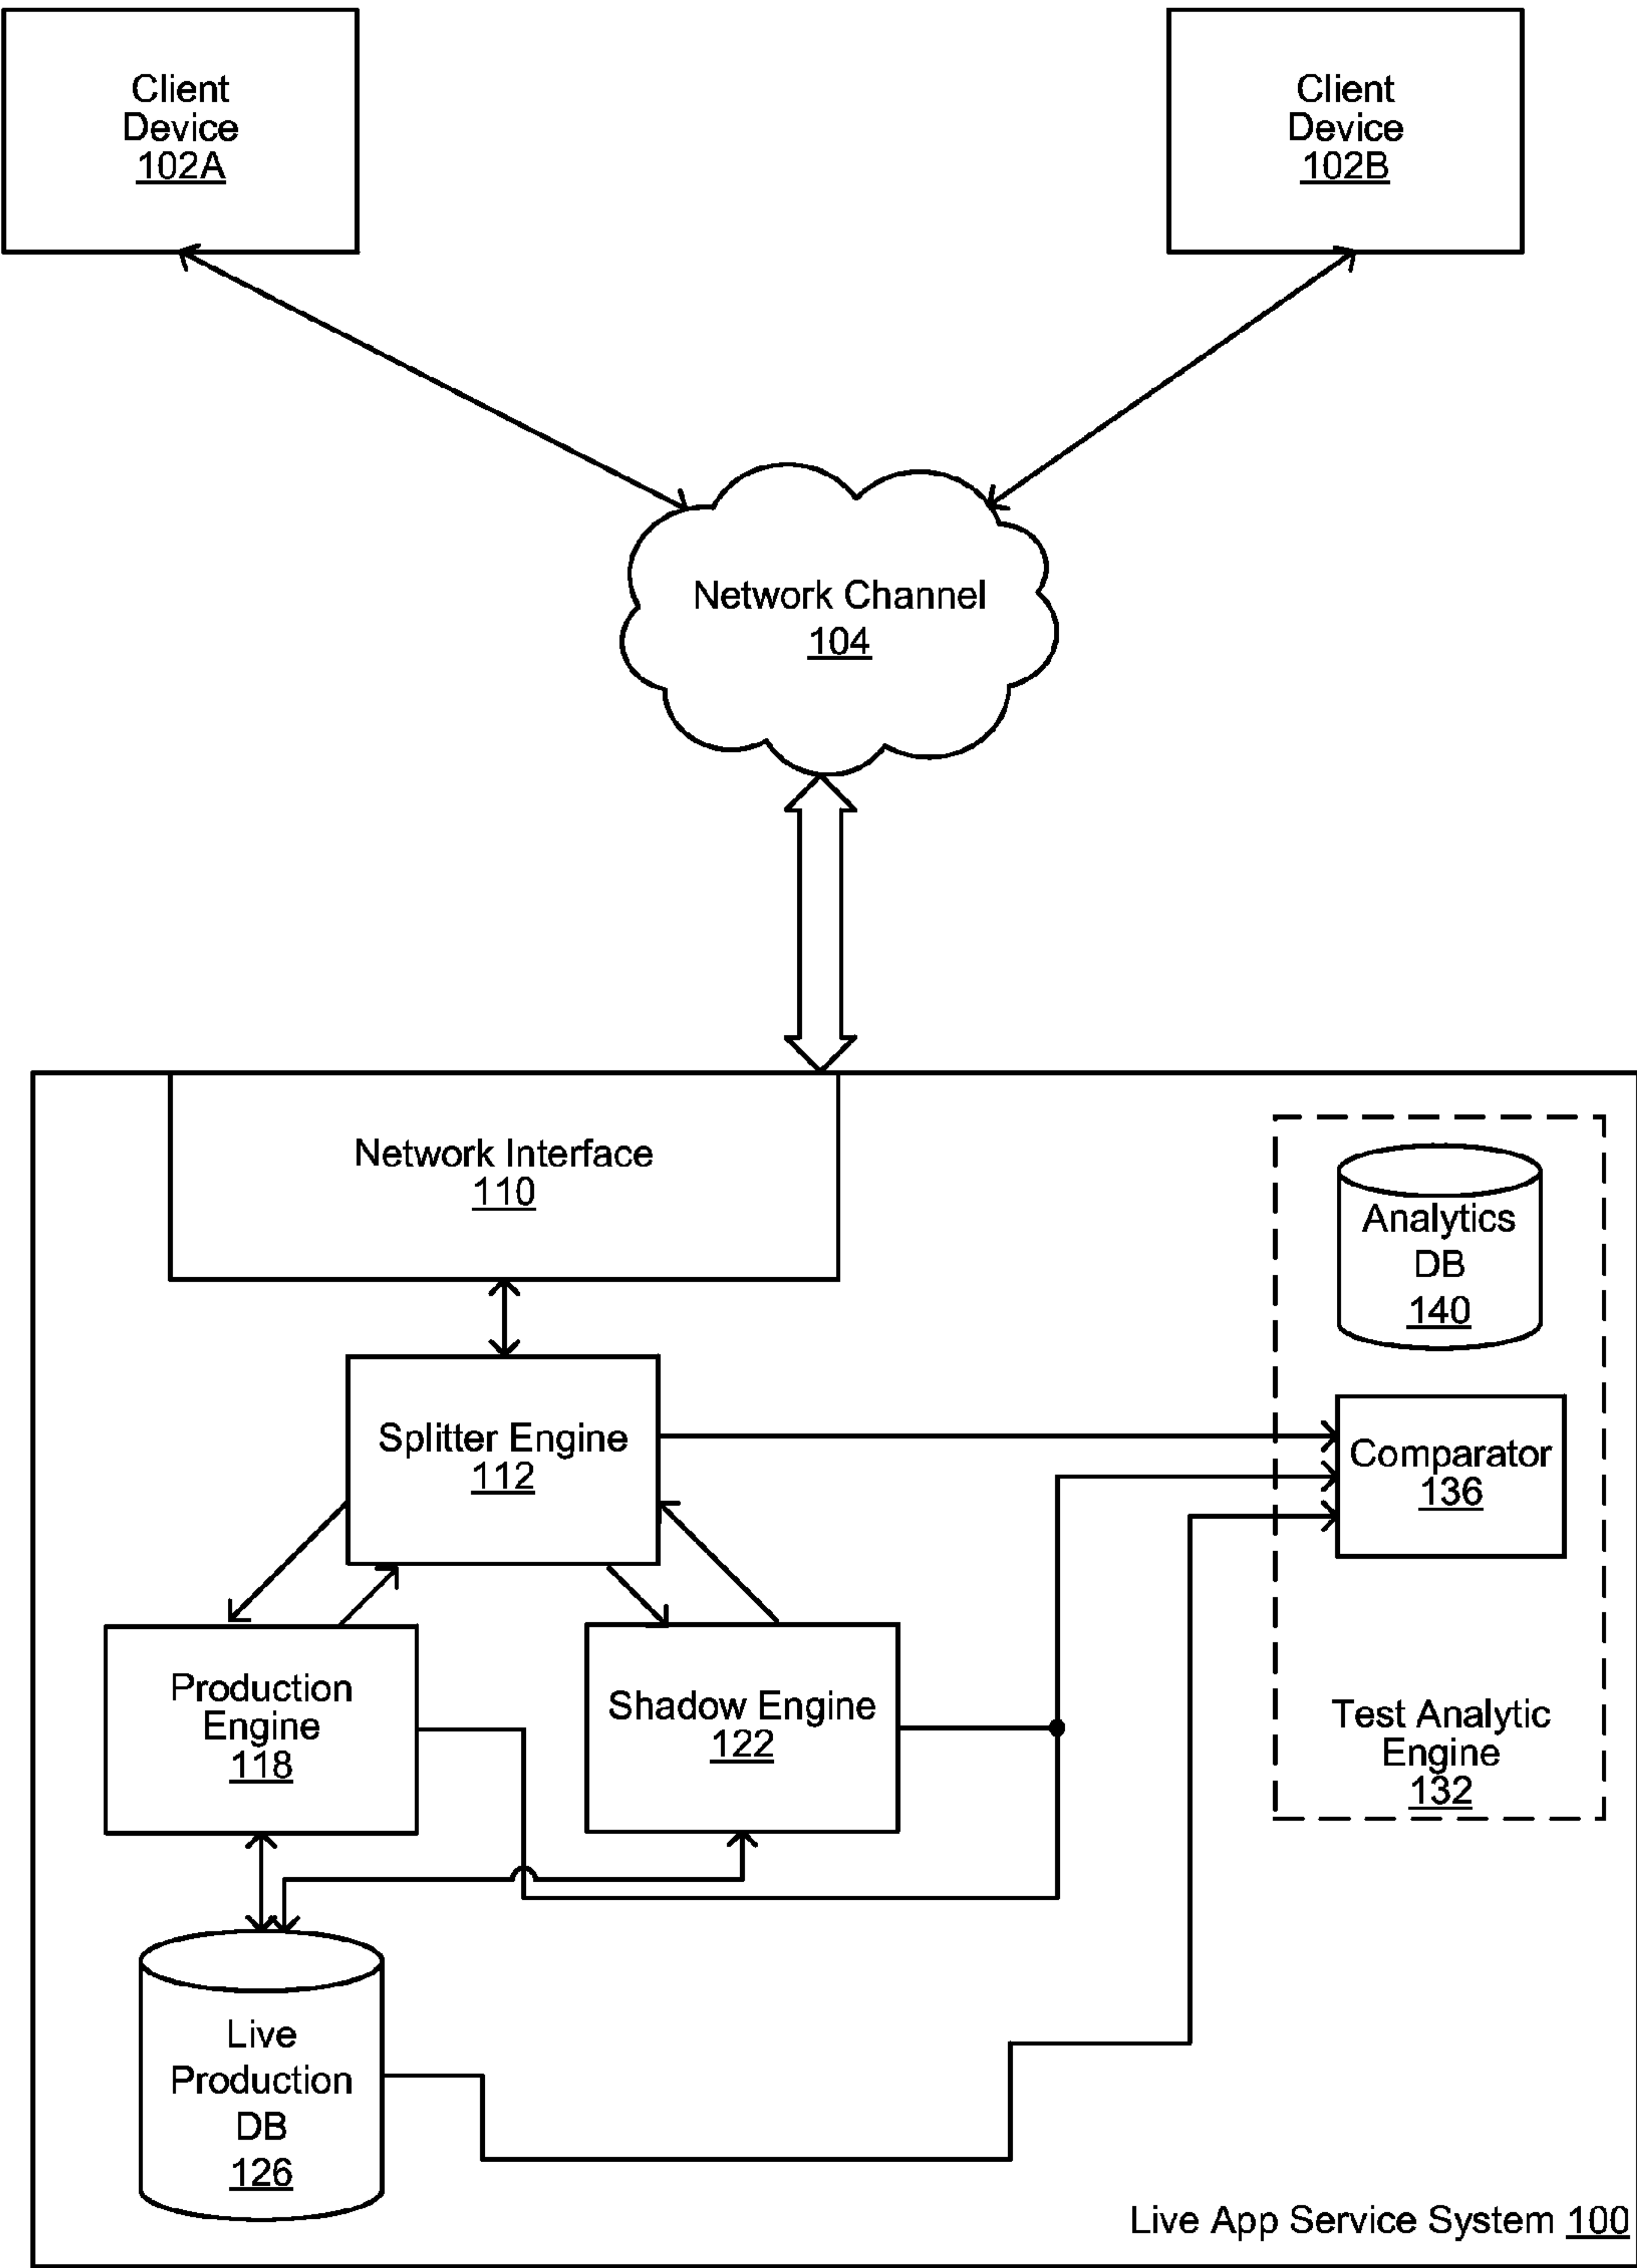 Client
Device
102A
Client
Device
102B
Network Channel
104
Network Interface
110
Analytics
DB
140
Splitter Engine
112
Comparator
136
Production
Engine
118
Shadow Engine
122
Test Analytic
Engine
132
Live
Production
DB
126
Live App Service System 100